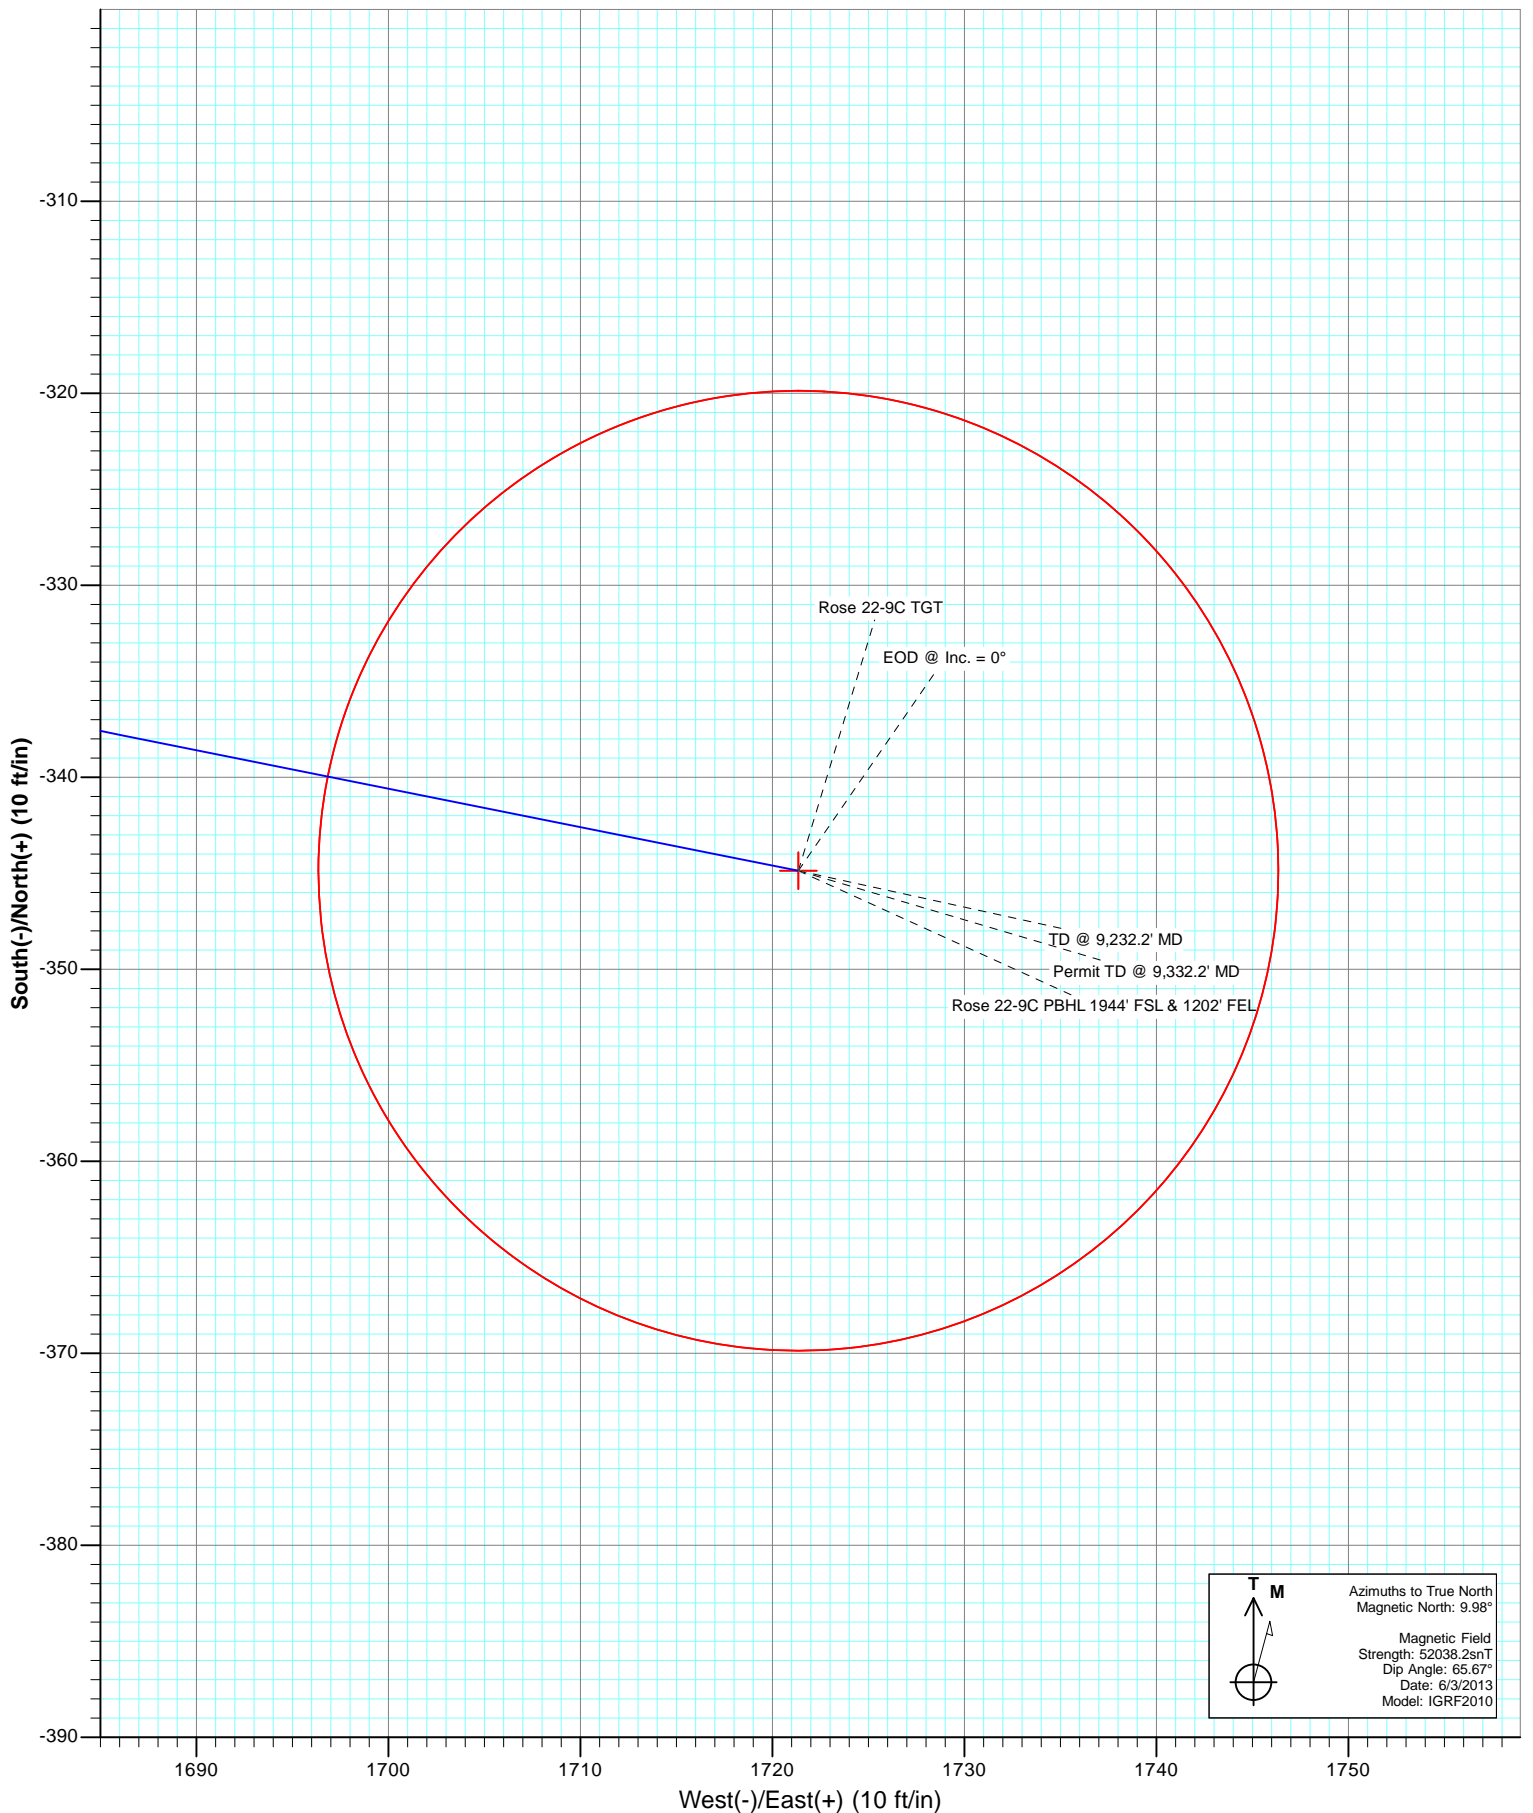 -310
-320
-330
-340
-350
-360
-370
-380
-390
South(-)/North(+) (10 ft/in)
Rose 22-9C TGT
EOD @ Inc. = 0°
TD @ 9,232.2' MD
Permit TD @ 9,332.2' MD
Rose 22-9C PBHL 1944' FSL & 1202' FEL
T M
Azimuths to True North
Magnetic North: 9.98°
Magnetic Field
Strength: 52038.2snT
Dip Angle: 65.67°
Date: 6/3/2013
Model: IGRF2010
1690 1700 1710 1720 1730 1740 1750
West(-)/East(+) (10 ft/in)